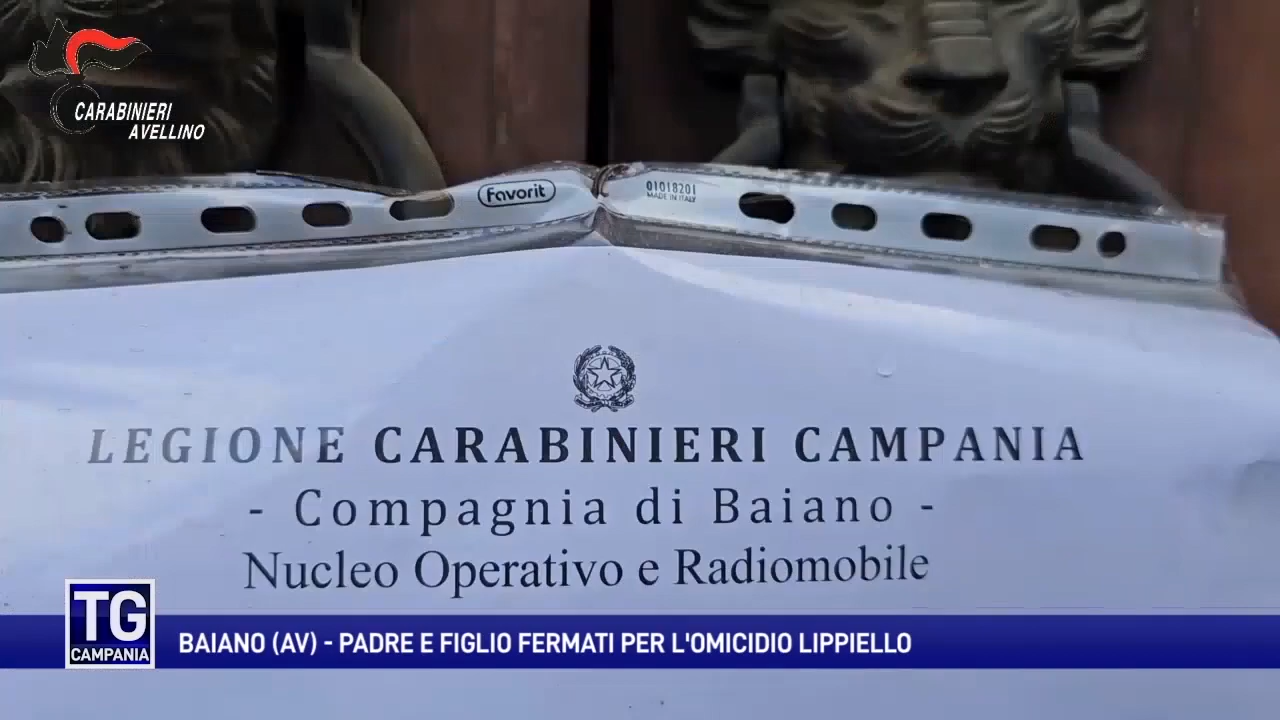 CARABINIERI
AVELLINO
Favorit
01018201
MADE IN ITALY
LEGIONE CARABINIERI CAMPANIA
- Compagnia di Baiano -
Nucleo Operativo e Radiomobile
TG
CAMPANIA
BAIANO (AV) - PADRE E FIGLIO FERMATI PER L'OMICIDIO LIPPIELLO